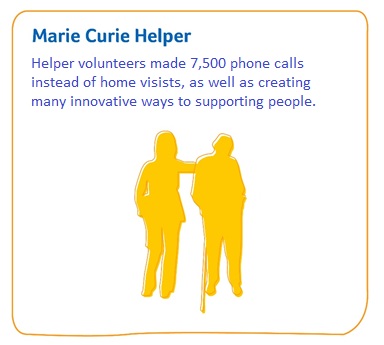 Marie Curie Helper
Helper volunteers made 7,500 phone calls
instead of home visists, as well as creating
many innovative ways to supporting people.